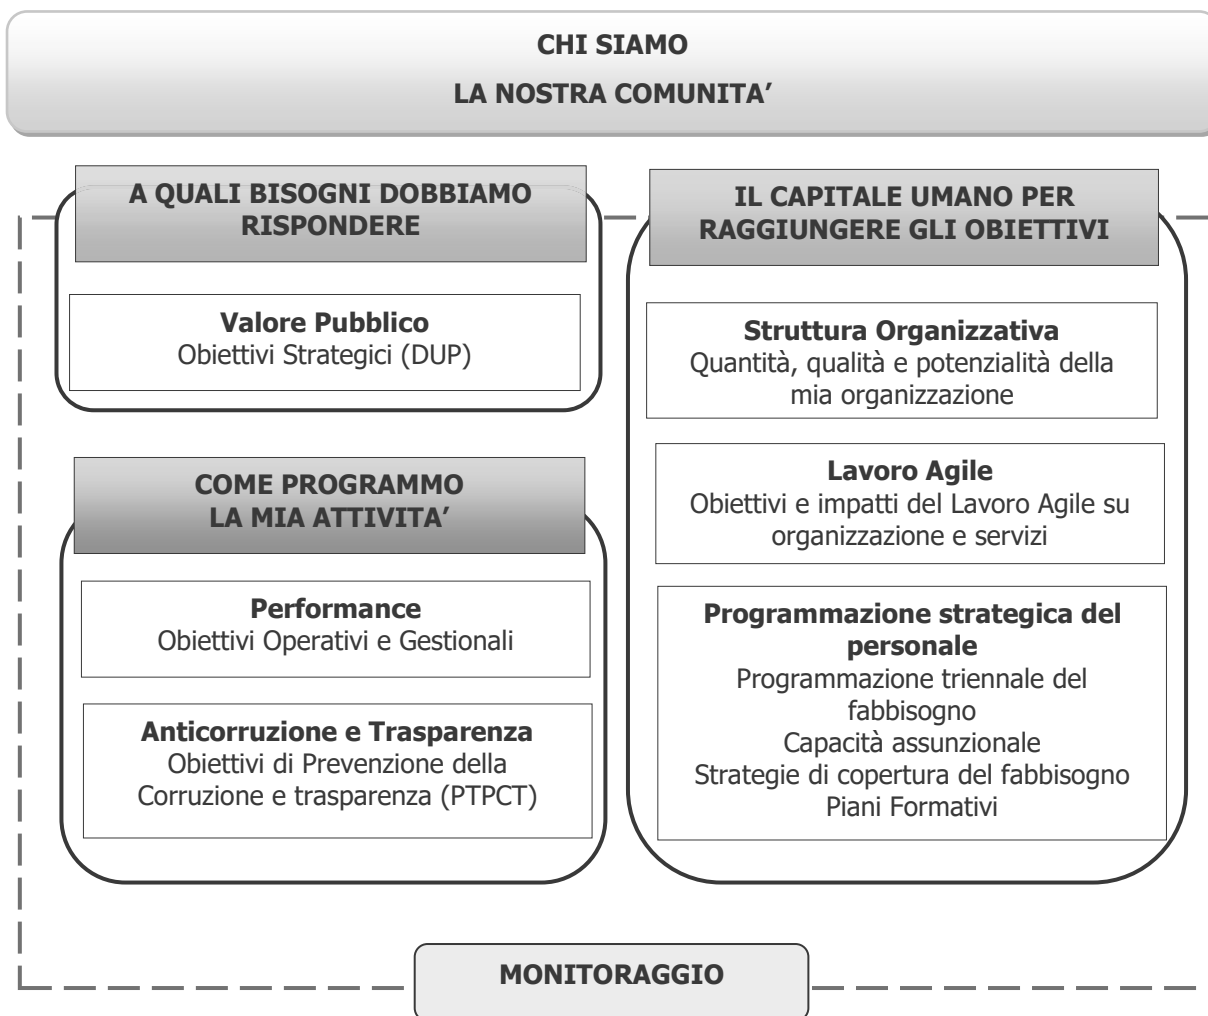 CHI SIAMO
LA NOSTRA COMUNITA’
A QUALI BISOGNI DOBBIAMO
RISPONDERE
Valore Pubblico
Obiettivi Strategici (DUP)
COME PROGRAMMO
LA MIA ATTIVITA’
Performance
Obiettivi Operativi e Gestionali
Anticorruzione e Trasparenza
Obiettivi di Prevenzione della
Corruzione e trasparenza (PTPCT)
IL CAPITALE UMANO PER
RAGGIUNGERE GLI OBIETTIVI
Struttura Organizzativa
Quantità, qualità e potenzialità della
mia organizzazione
Lavoro Agile
Obiettivi e impatti del Lavoro Agile su
organizzazione e servizi
Programmazione strategica del
personale
Programmazione triennale del
fabbisogno
Capacità assunzionale
Strategie di copertura del fabbisogno
Piani Formativi
MONITORAGGIO